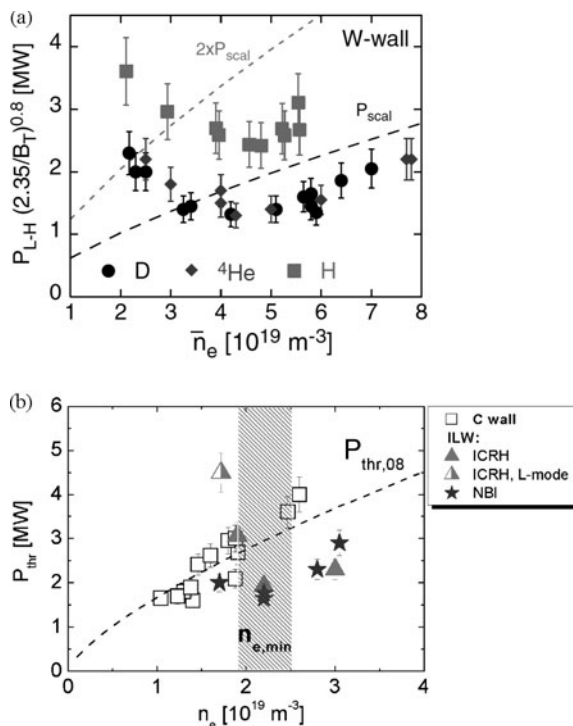 (a)
W-wall
2xP_scal
P_scal
P_L-H (2.35/B_T)^0.8 [MW]
5
4
3
2
1
0
D
⁴He
H
1 2 3 4 5 6 7 8
n̅_e [10^19 m^-3]
(b)
C wall
ILW:
ICRH
ICRH, L-mode
NBI
P_thr,08
P_thr [MW]
6
5
4
3
2
1
0
n_e,min
0 1 2 3 4
n_e [10^19 m^-3]